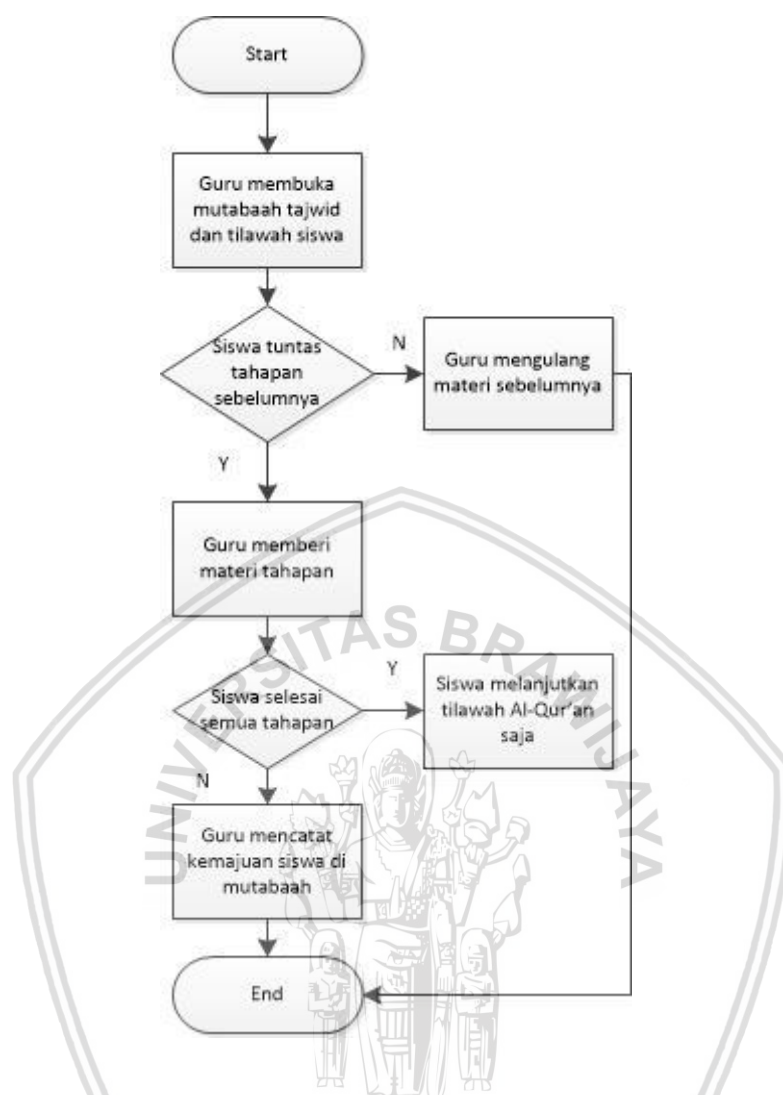 Start
Guru membuka
mutabaah tajwid
dan tilawah siswa
Siswa tuntas
tahapan
sebelumnya
N
Guru mengulang
materi sebelumnya
Y
Guru memberi
materi tahapan
Siswa selesai
semua tahapan
Y
Siswa melanjutkan
tilawah Al-Qur'an
saja
N
Guru mencatat
kemajuan siswa di
mutabaah
End
UNIVERSITAS BRAWIJAYA